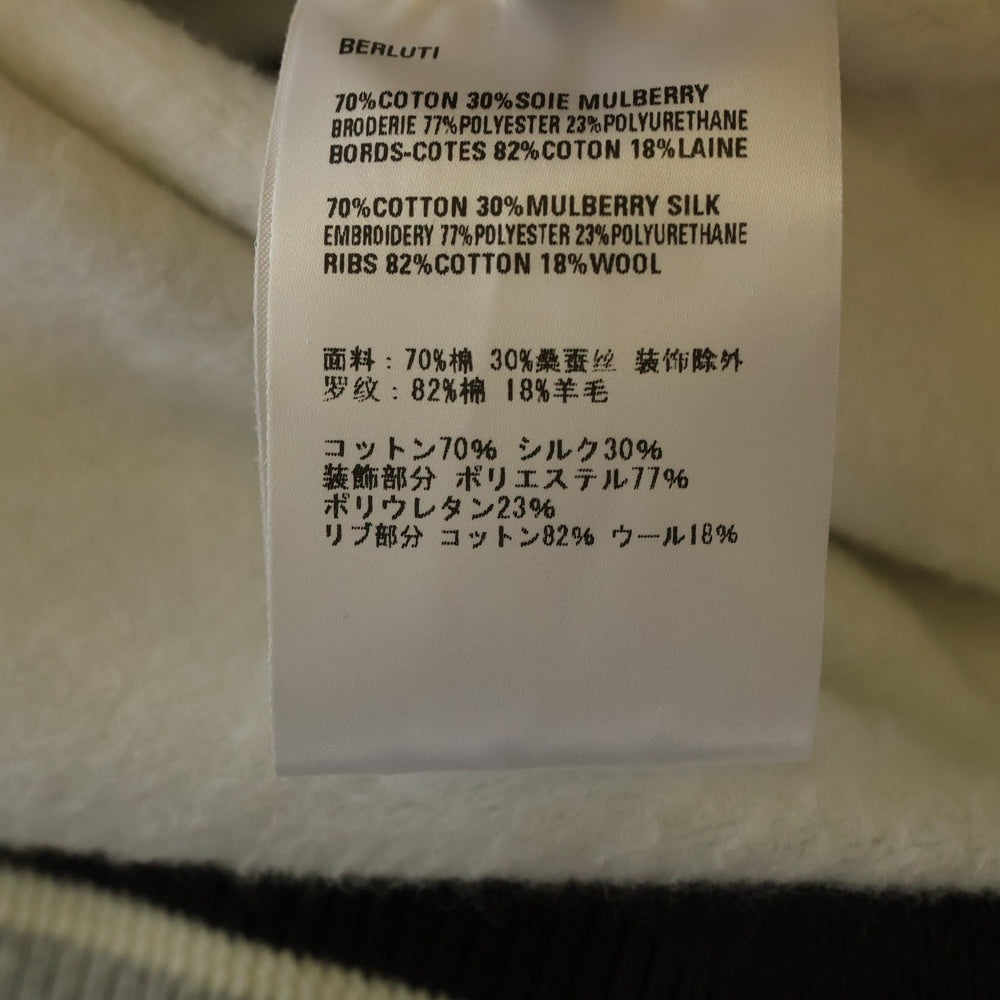 BERLUTI
70%COTON 30%SOIE MULBERRY
BRODERIE 77%POLYESTER 23%POLYURETHANE
BORDS-COTES 82%COTON 18%LAINE
70%COTTON 30%MULBERRY SILK
EMBROIDERY 77%POLYESTER 23%POLYURETHANE
RIBS 82%COTTON 18%WOOL
面料：70%棉 30%桑蚕丝 装饰除外
罗纹：82%棉 18%羊毛
コットン70% シルク30%
装飾部分 ポリエステル77%
ポリウレタン23%
リブ部分 コットン82% ウール18%